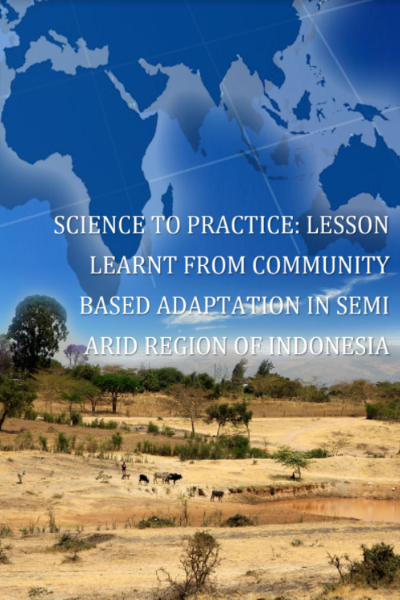 SCIENCE TO PRACTICE: LESSON
LEARNT FROM COMMUNITY
BASED ADAPTATION IN SEMI
ARID REGION OF INDONESIA